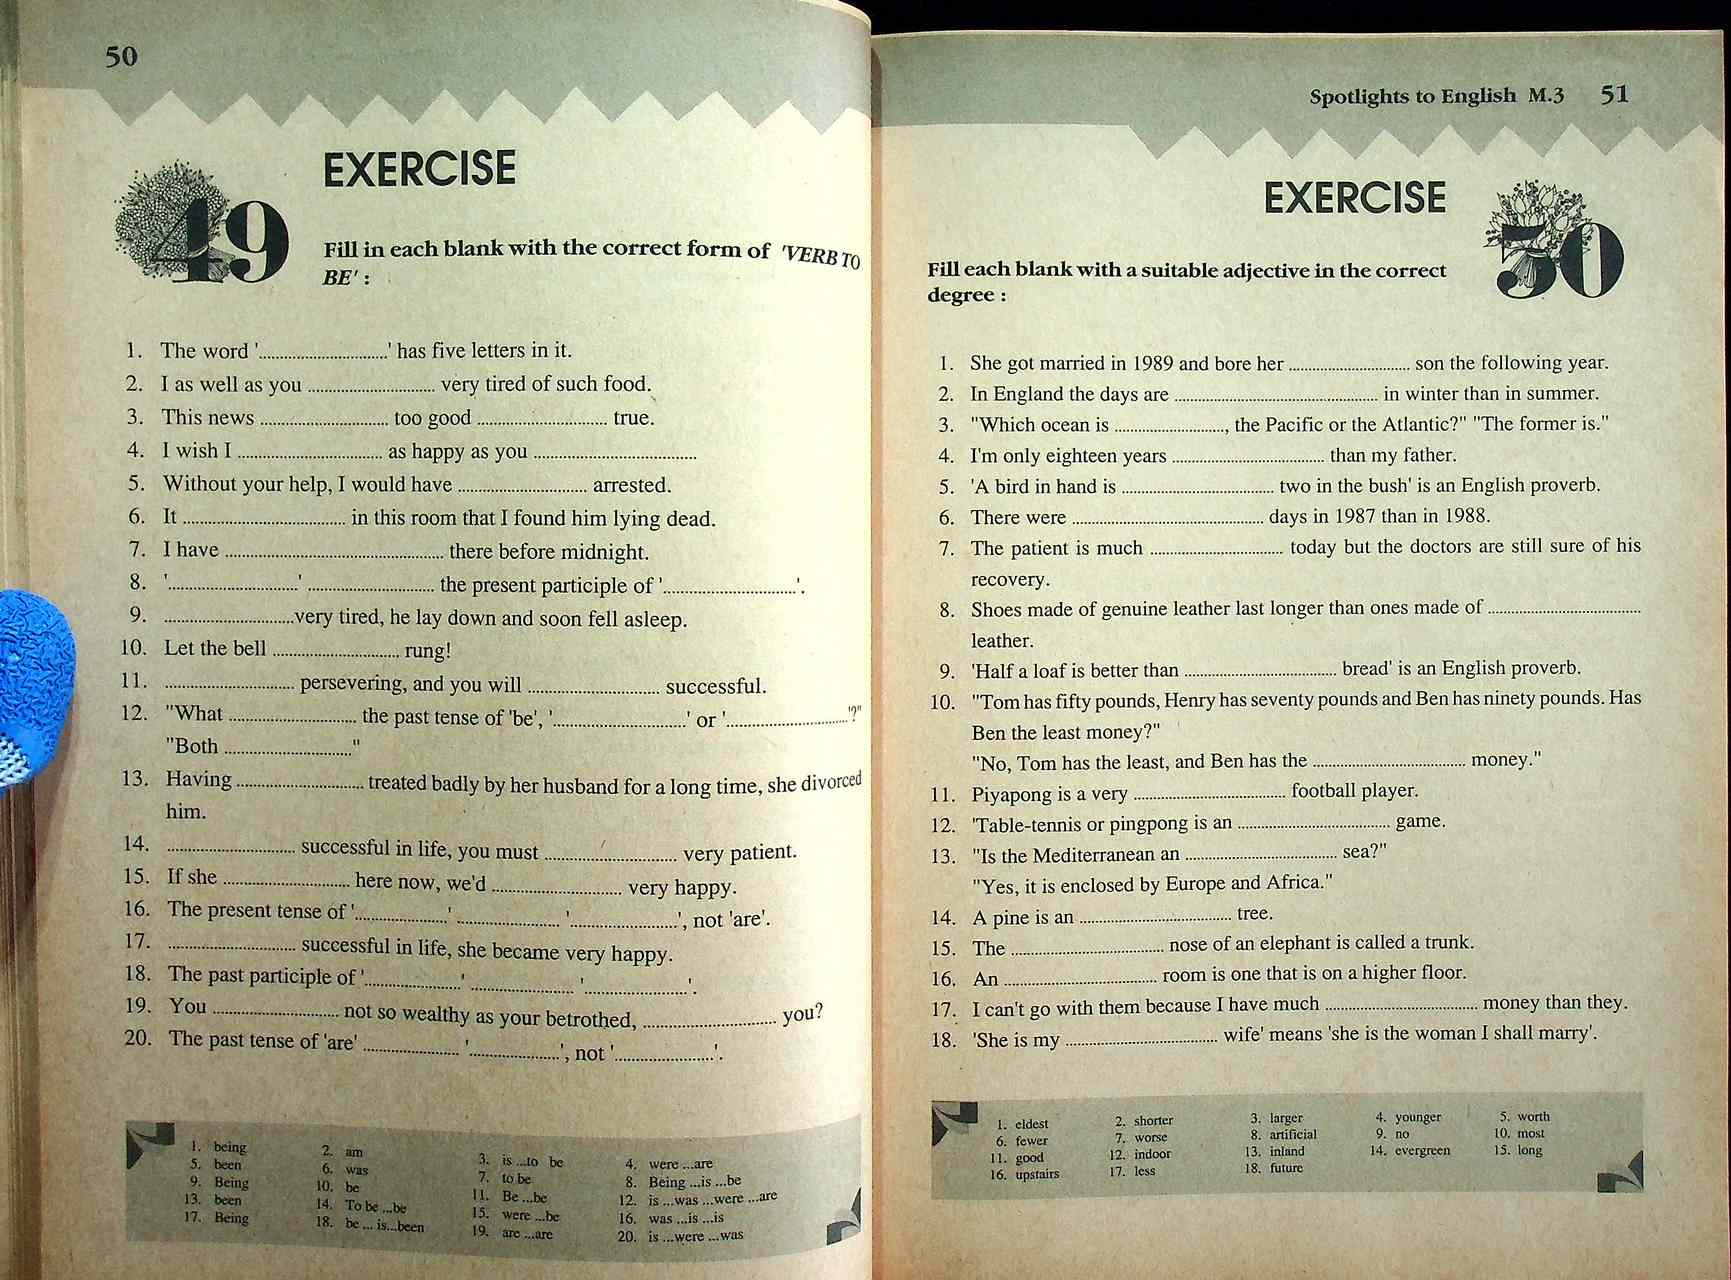 50
49
EXERCISE
Fill in each blank with the correct form of 'VERB TO
BE' :
1. The word '..............................' has five letters in it.
2. I as well as you .............................. very tired of such food.
3. This news .............................. too good .............................. true.
4. I wish I .............................. as happy as you ..............................
5. Without your help, I would have .............................. arrested.
6. It .............................. in this room that I found him lying dead.
7. I have .............................. there before midnight.
8. '..............................' .............................. the present participle of '..............................'.
9. ..............................very tired, he lay down and soon fell asleep.
10. Let the bell .............................. rung!
11. .............................. persevering, and you will .............................. successful.
12. "What .............................. the past tense of 'be', '..............................' or '..............................'?"
"Both .............................."
13. Having .............................. treated badly by her husband for a long time, she divorced
him.
14. .............................. successful in life, you must .............................. very patient.
15. If she .............................. here now, we'd .............................. very happy.
16. The present tense of '......................' ........................ '..........................', not 'are'.
17. .............................. successful in life, she became very happy.
18. The past participle of '......................' ........................ '........................'.
19. You .............................. not so wealthy as your betrothed, .............................. you?
20. The past tense of 'are' ...................... '......................', not '........................'.
1. being 2. am 3. is ...to be 4. were ...are
5. been 6. was 7. to be 8. Being ...is ...be
9. Being 10. be 11. Be ...be 12. is ...was ...were ...are
13. been 14. To be ...be 15. were ...be 16. was ...is ...is
17. Being 18. be ... is...been 19. are ...are 20. is ...were ...was
Spotlights to English M.3 51
EXERCISE
50
Fill each blank with a suitable adjective in the correct
degree :
1. She got married in 1989 and bore her .............................. son the following year.
2. In England the days are .............................. in winter than in summer.
3. "Which ocean is .............................., the Pacific or the Atlantic?" "The former is."
4. I'm only eighteen years .............................. than my father.
5. 'A bird in hand is .............................. two in the bush' is an English proverb.
6. There were .............................. days in 1987 than in 1988.
7. The patient is much .............................. today but the doctors are still sure of his
recovery.
8. Shoes made of genuine leather last longer than ones made of ..............................
leather.
9. 'Half a loaf is better than .............................. bread' is an English proverb.
10. "Tom has fifty pounds, Henry has seventy pounds and Ben has ninety pounds. Has
Ben the least money?"
"No, Tom has the least, and Ben has the .............................. money."
11. Piyapong is a very .............................. football player.
12. 'Table-tennis or pingpong is an .............................. game.
13. "Is the Mediterranean an .............................. sea?"
"Yes, it is enclosed by Europe and Africa."
14. A pine is an .............................. tree.
15. The .............................. nose of an elephant is called a trunk.
16. An .............................. room is one that is on a higher floor.
17. I can't go with them because I have much .............................. money than they.
18. 'She is my .............................. wife' means 'she is the woman I shall marry'.
1. eldest 2. shorter 3. larger 4. younger 5. worth
6. fewer 7. worse 8. artificial 9. no 10. most
11. good 12. indoor 13. inland 14. evergreen 15. long
16. upstairs 17. less 18. future